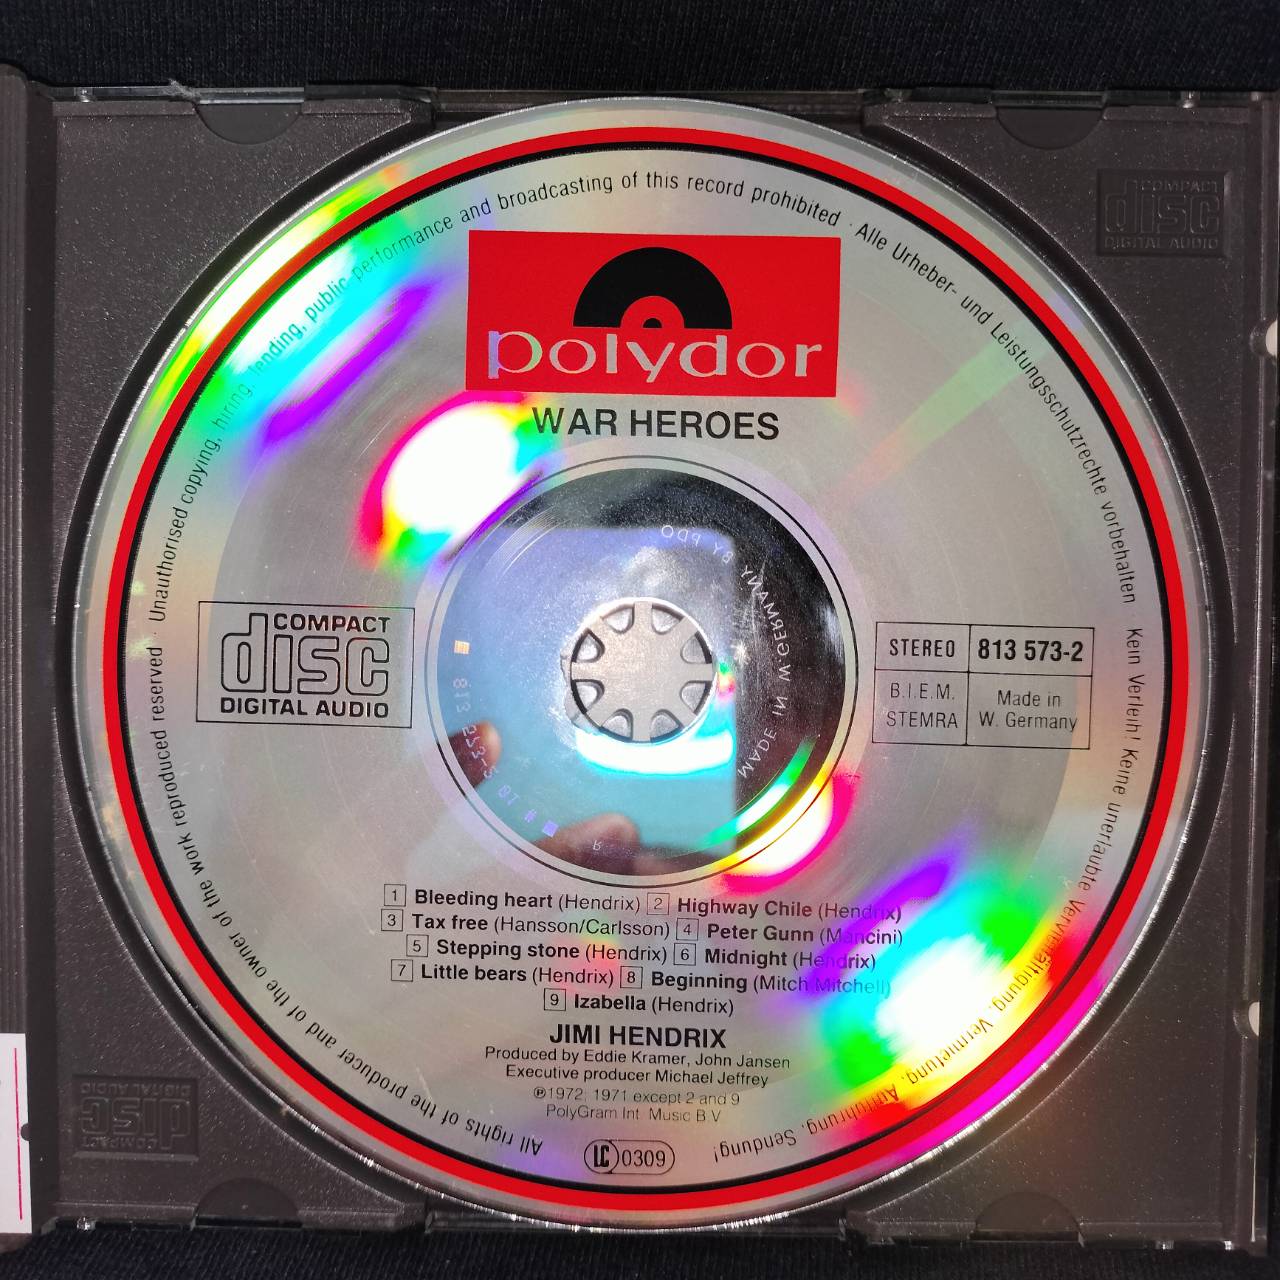 Unauthorised copying, hiring, lending, public performance and broadcasting of this record prohibited · Alle Urheber- und Leistungsschutzrechte vorbehalten
Kein Verleih! Keine unerlaubte Vervielfältigung, Vermietung, Aufführung, Sendung!
All rights of the producer and of the owner of the work reproduced reserved ·
polydor
WAR HEROES
COMPACT
disc
DIGITAL AUDIO
STEREO 813 573-2
B.I.E.M.
STEMRA
Made in
W. Germany
MADE IN W.GERMANY BY PDO
1 Bleeding heart (Hendrix) 2 Highway Chile (Hendrix)
3 Tax free (Hansson/Carlsson) 4 Peter Gunn (Mancini)
5 Stepping stone (Hendrix) 6 Midnight (Hendrix)
7 Little bears (Hendrix) 8 Beginning (Mitch Mitchell)
9 Izabella (Hendrix)
JIMI HENDRIX
Produced by Eddie Kramer, John Jansen
Executive producer Michael Jeffrey
℗1972, 1971 except 2 and 9
PolyGram Int. Music B.V.
LC 0309
COMPACT
disc
DIGITAL AUDIO
COMPACT
disc
DIGITAL AUDIO